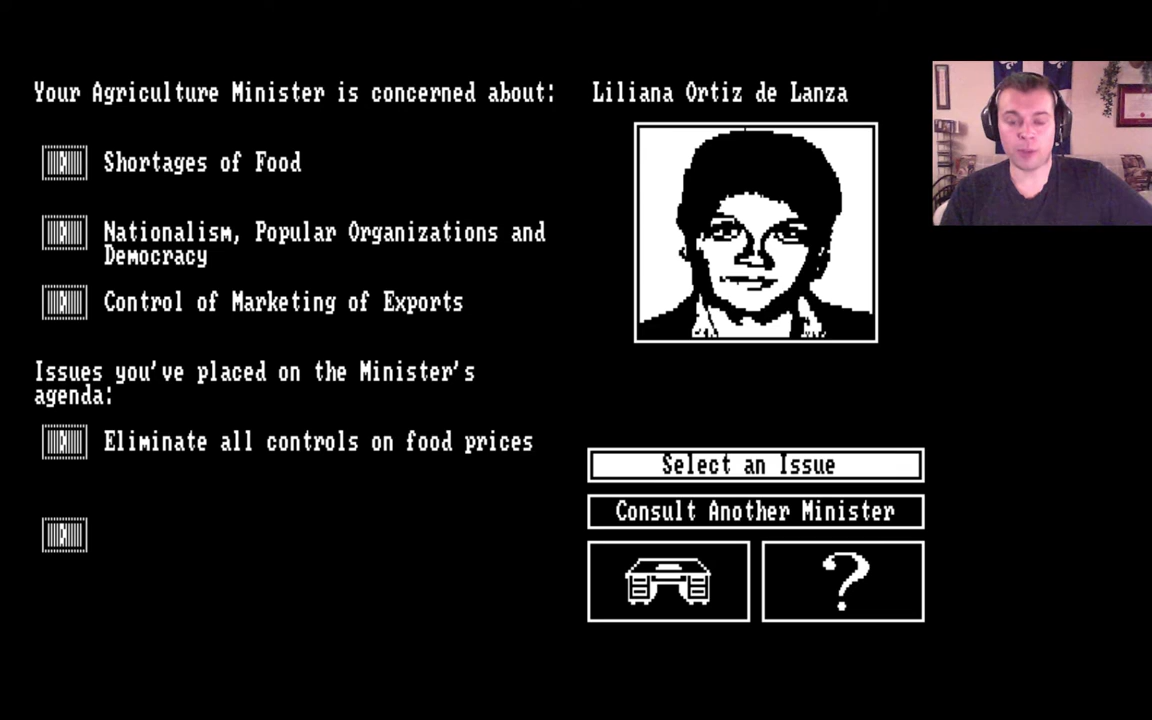 Your Agriculture Minister is concerned about:
Liliana Ortiz de Lanza
Shortages of Food
Nationalism, Popular Organizations and
Democracy
Control of Marketing of Exports
Issues you've placed on the Minister's
agenda:
Eliminate all controls on food prices
Select an Issue
Consult Another Minister
?